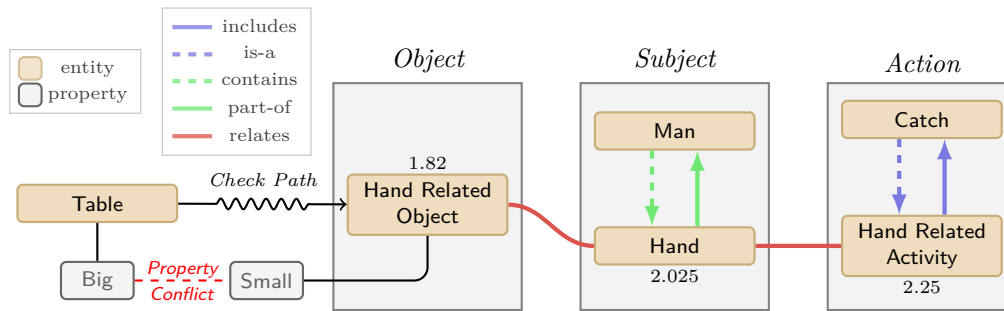 includes
is-a
contains
part-of
relates
entity
property
Object
Subject
Action
Man
Catch
1.82
Check Path
Table
Hand Related
Object
Hand
Hand Related
Activity
2.025
2.25
Big
Property
Conflict
Small